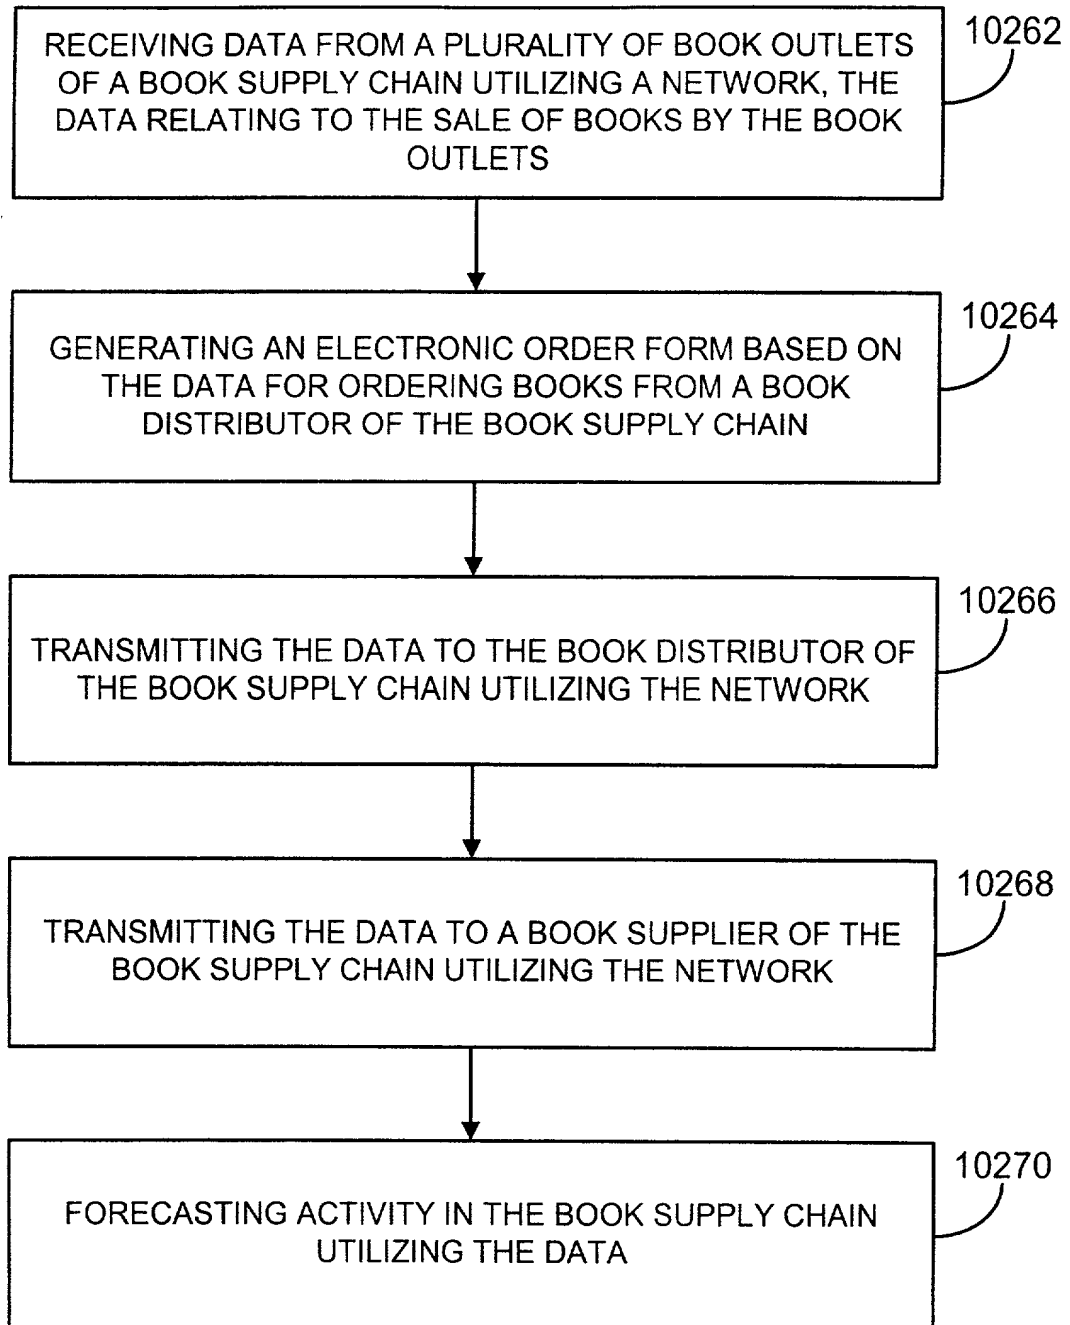 10262
RECEIVING DATA FROM A PLURALITY OF BOOK OUTLETS
OF A BOOK SUPPLY CHAIN UTILIZING A NETWORK, THE
DATA RELATING TO THE SALE OF BOOKS BY THE BOOK
OUTLETS
10264
GENERATING AN ELECTRONIC ORDER FORM BASED ON
THE DATA FOR ORDERING BOOKS FROM A BOOK
DISTRIBUTOR OF THE BOOK SUPPLY CHAIN
10266
TRANSMITTING THE DATA TO THE BOOK DISTRIBUTOR OF
THE BOOK SUPPLY CHAIN UTILIZING THE NETWORK
10268
TRANSMITTING THE DATA TO A BOOK SUPPLIER OF THE
BOOK SUPPLY CHAIN UTILIZING THE NETWORK
10270
FORECASTING ACTIVITY IN THE BOOK SUPPLY CHAIN
UTILIZING THE DATA